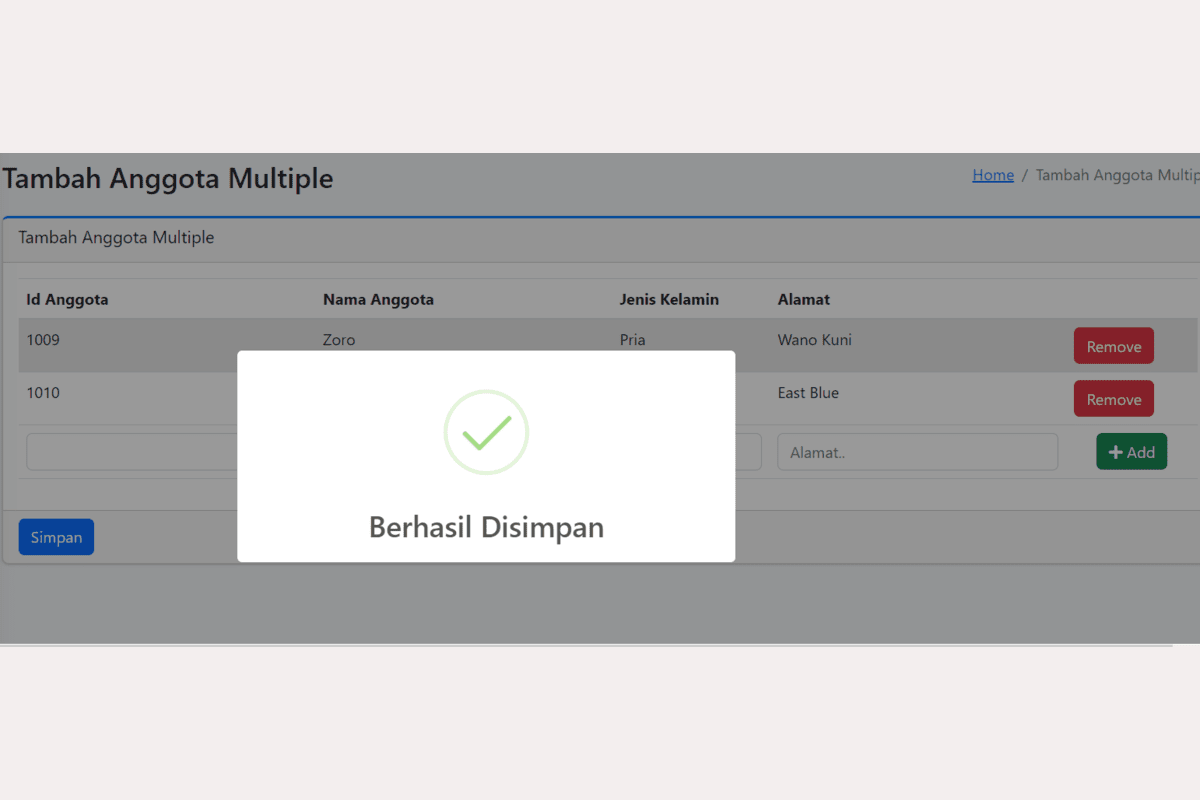 Tambah Anggota Multiple
Home / Tambah Anggota Multip
Tambah Anggota Multiple
Id Anggota Nama Anggota Jenis Kelamin Alamat
1009 Zoro Pria Wano Kuni Remove
1010 East Blue Remove
Alamat.. Add
Berhasil Disimpan
Simpan